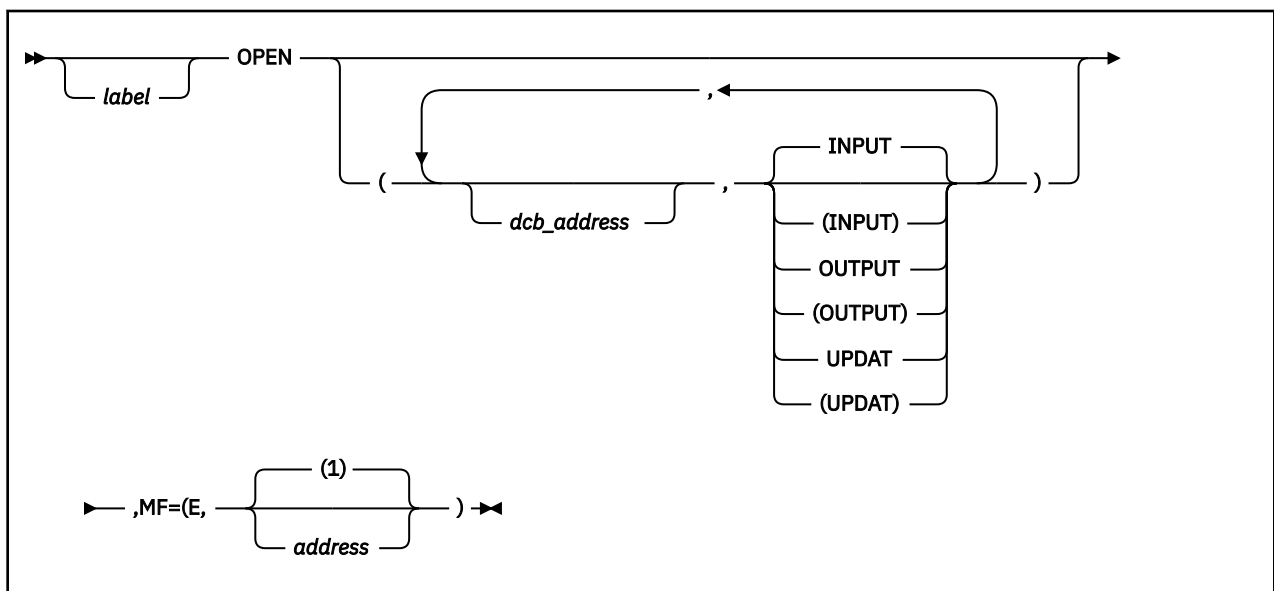 OPEN
label
,
INPUT
( , )
dcb_address
(INPUT)
OUTPUT
(OUTPUT)
UPDAT
(UPDAT)
(1)
,MF=(E, )
address